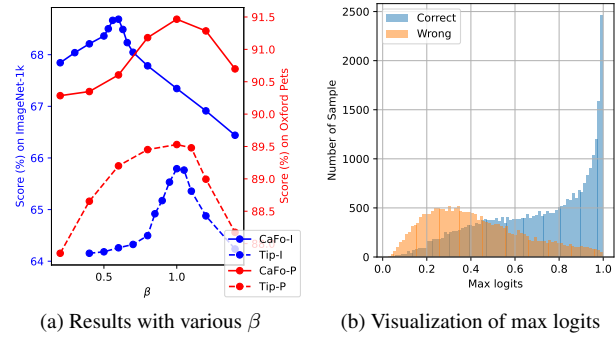 Score (%) on ImageNet-1k
68
67
66
65
64
0.5
1.0
β
91.5
91.0
90.5
90.0
89.5
89.0
88.5
Score (%) on Oxford Pets
CaFo-I
Tip-I
CaFo-P
Tip-P
(a) Results with various β
Number of Sample
2500
2000
1500
1000
500
0
0.0 0.2 0.4 0.6 0.8 1.0
Max logits
Correct
Wrong
(b) Visualization of max logits